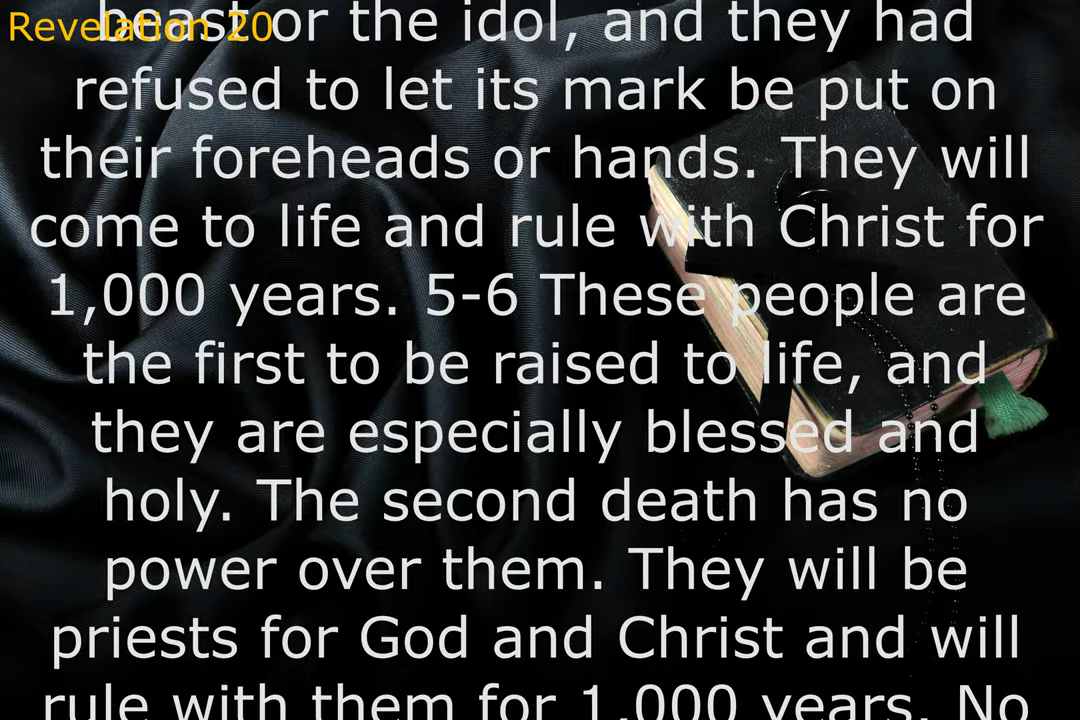 Revelation 20
beast or the idol, and they had
refused to let its mark be put on
their foreheads or hands. They will
come to life and rule with Christ for
1,000 years. 5-6 These people are
the first to be raised to life, and
they are especially blessed and
holy. The second death has no
power over them. They will be
priests for God and Christ and will
rule with them for 1,000 years. No